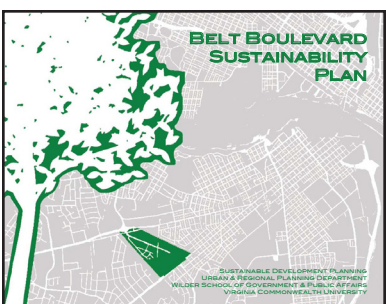 BELT BOULEVARD
SUSTAINABILITY
PLAN
SUSTAINABLE DEVELOPMENT PLANNING
URBAN & REGIONAL PLANNING DEPARTMENT
WILDER SCHOOL OF GOVERNMENT & PUBLIC AFFAIRS
VIRGINIA COMMONWEALTH UNIVERSITY